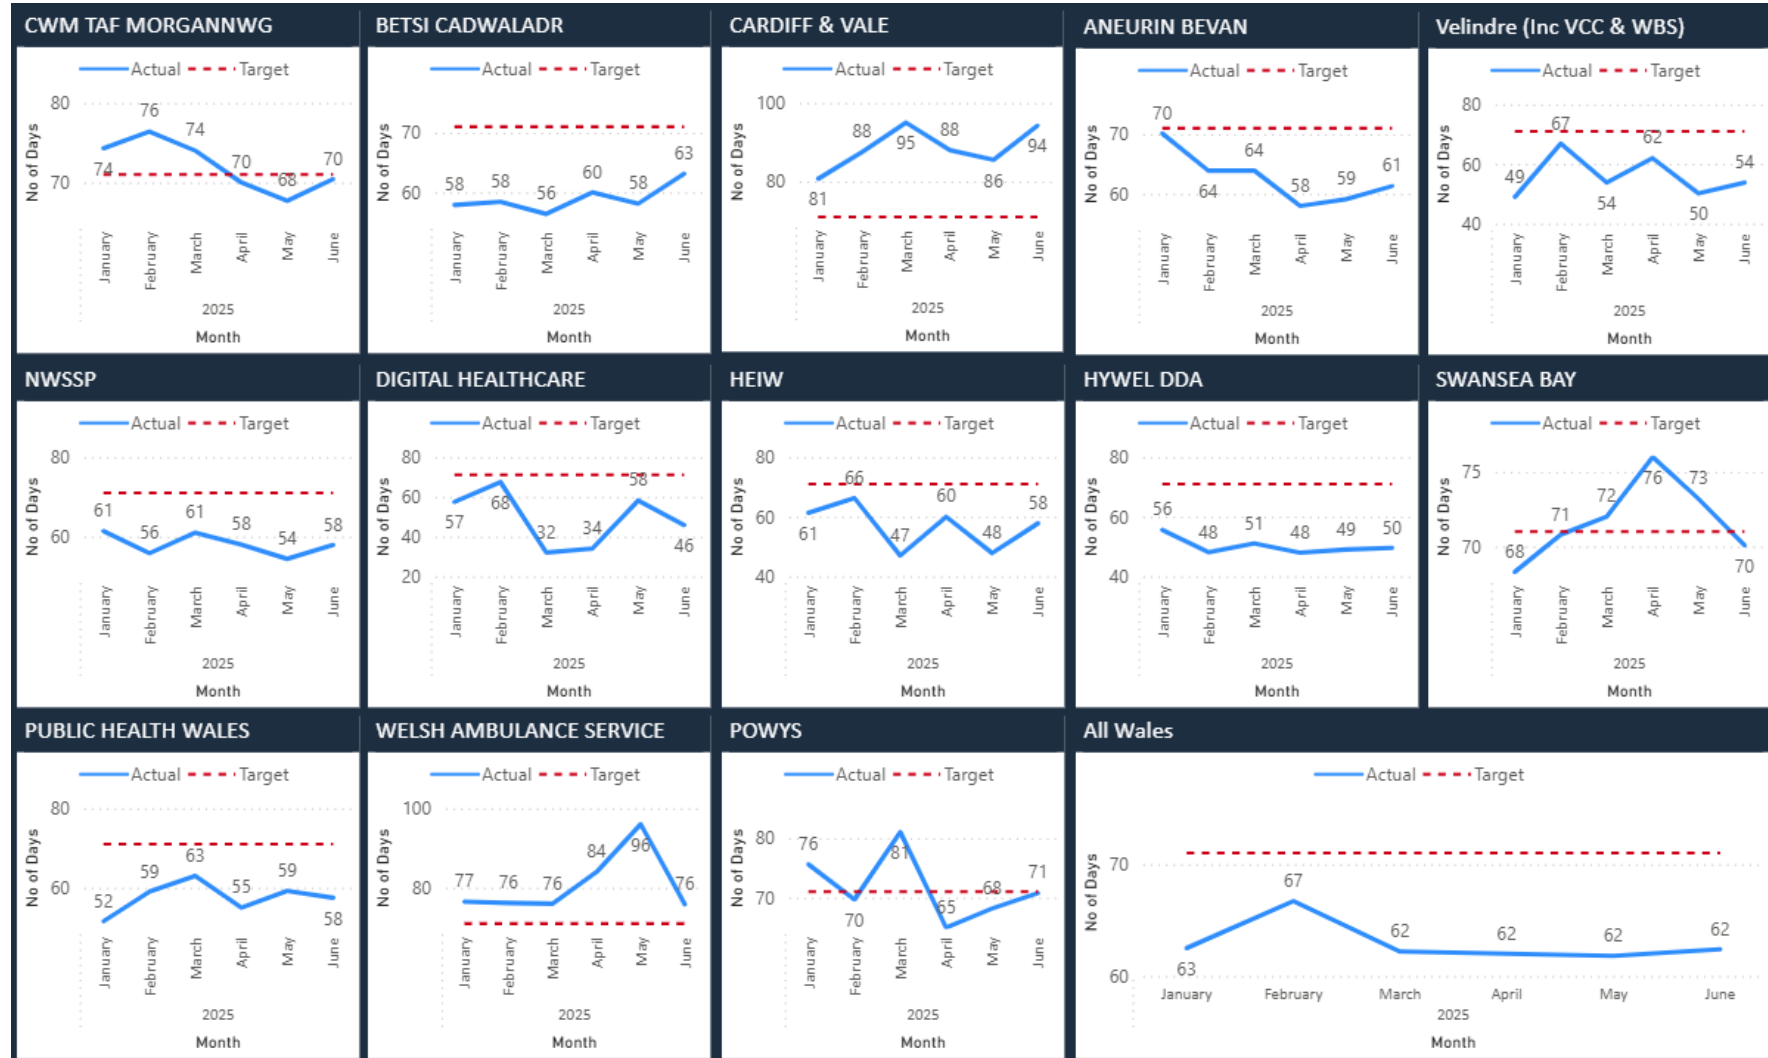 CWM TAF MORGANNWG
Actual Target
No of Days
80
70
74
76
74
70
68
70
January
February
March
April
May
June
2025
Month
BETSI CADWALADR
Actual Target
No of Days
70
60
58
58
56
60
58
63
January
February
March
April
May
June
2025
Month
CARDIFF & VALE
Actual Target
No of Days
100
80
81
88
95
88
86
94
January
February
March
April
May
June
2025
Month
ANEURIN BEVAN
Actual Target
No of Days
70
60
70
64
64
58
59
61
January
February
March
April
May
June
2025
Month
Velindre (Inc VCC & WBS)
Actual Target
No of Days
80
60
40
49
67
54
62
50
54
January
February
March
April
May
June
2025
Month
NWSSP
Actual Target
No of Days
80
60
61
56
61
58
54
58
January
February
March
April
May
June
2025
Month
DIGITAL HEALTHCARE
Actual Target
No of Days
80
60
40
20
57
68
32
34
58
46
January
February
March
April
May
June
2025
Month
HEIW
Actual Target
No of Days
80
60
40
61
66
47
60
48
58
January
February
March
April
May
June
2025
Month
HYWEL DDA
Actual Target
No of Days
80
60
40
56
48
51
48
49
50
January
February
March
April
May
June
2025
Month
SWANSEA BAY
Actual Target
No of Days
75
70
68
71
72
76
73
70
January
February
March
April
May
June
2025
Month
PUBLIC HEALTH WALES
Actual Target
No of Days
80
60
52
59
63
55
59
58
January
February
March
April
May
June
2025
Month
WELSH AMBULANCE SERVICE
Actual Target
No of Days
100
80
77
76
76
84
96
76
January
February
March
April
May
June
2025
Month
POWYS
Actual Target
No of Days
80
70
76
70
81
65
68
71
January
February
March
April
May
June
2025
Month
All Wales
Actual Target
No of Days
70
60
63
67
62
62
62
62
January February March April May June
2025
Month